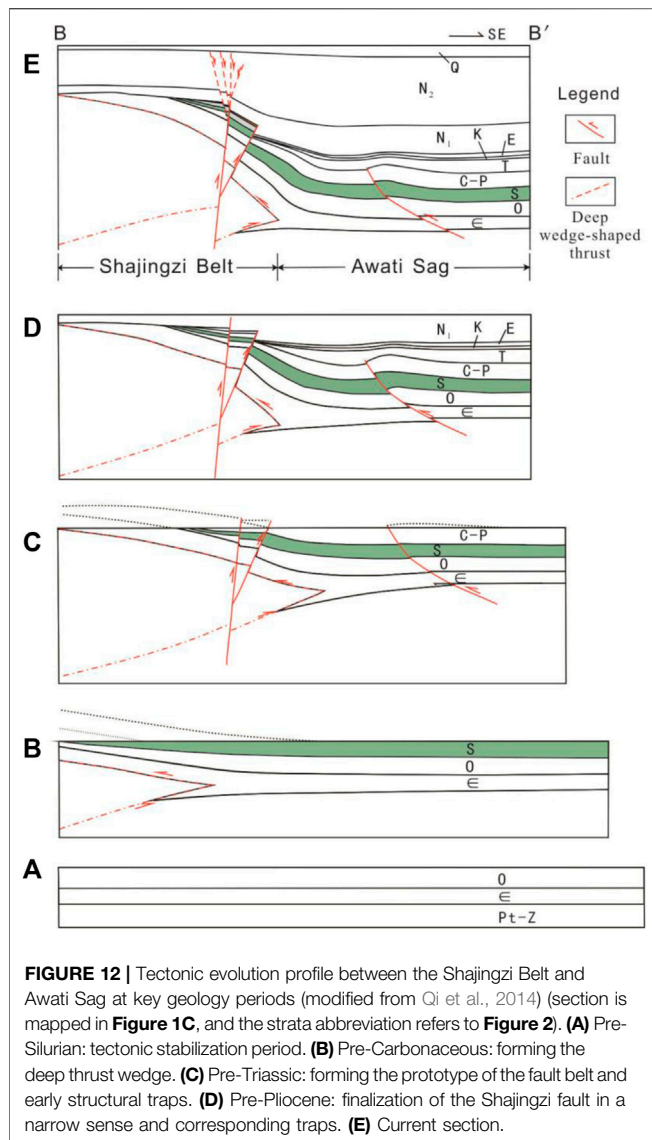 B
SE
B′
E
Q
N₂
Legend
K
E
N₁
T
Fault
C-P
S
O
∈
Deep
wedge-shaped
thrust
Shajingzi Belt
Awati Sag
D
K
E
N₁
T
C-P
S
O
∈
C
C-P
S
O
∈
B
S
O
∈
A
O
∈
Pt-Z
FIGURE 12 | Tectonic evolution profile between the Shajingzi Belt and
Awati Sag at key geology periods (modified from Qi et al., 2014) (section is
mapped in Figure 1C, and the strata abbreviation refers to Figure 2). (A) Pre-
Silurian: tectonic stabilization period. (B) Pre-Carbonaceous: forming the
deep thrust wedge. (C) Pre-Triassic: forming the prototype of the fault belt and
early structural traps. (D) Pre-Pliocene: finalization of the Shajingzi fault in a
narrow sense and corresponding traps. (E) Current section.